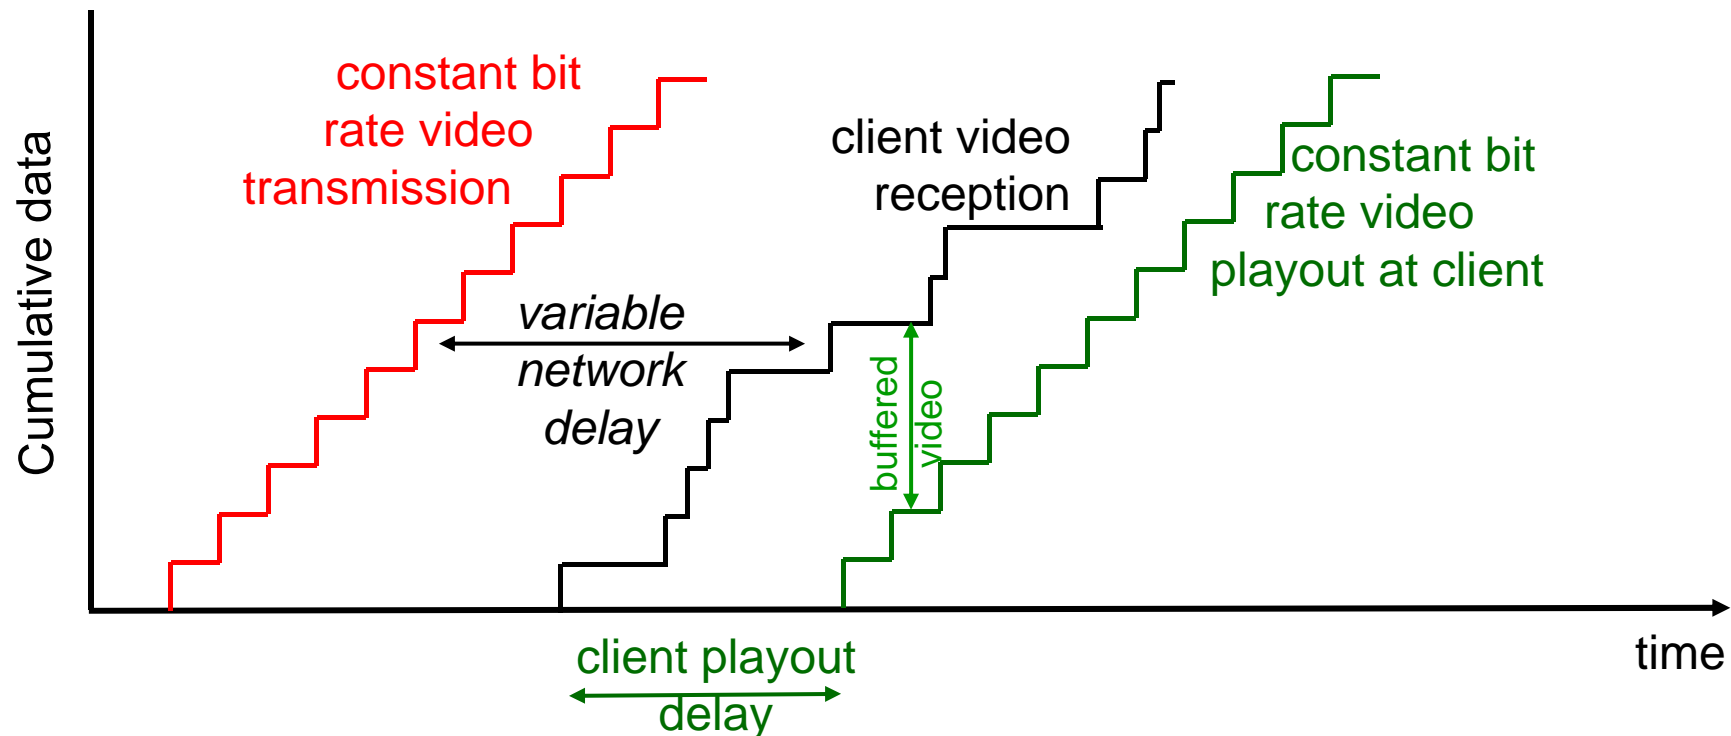 constant bit
rate video
transmission
client video
reception
constant bit
rate video
playout at client
Cumulative data
variable
network
delay
buffered
video
time
client playout
delay